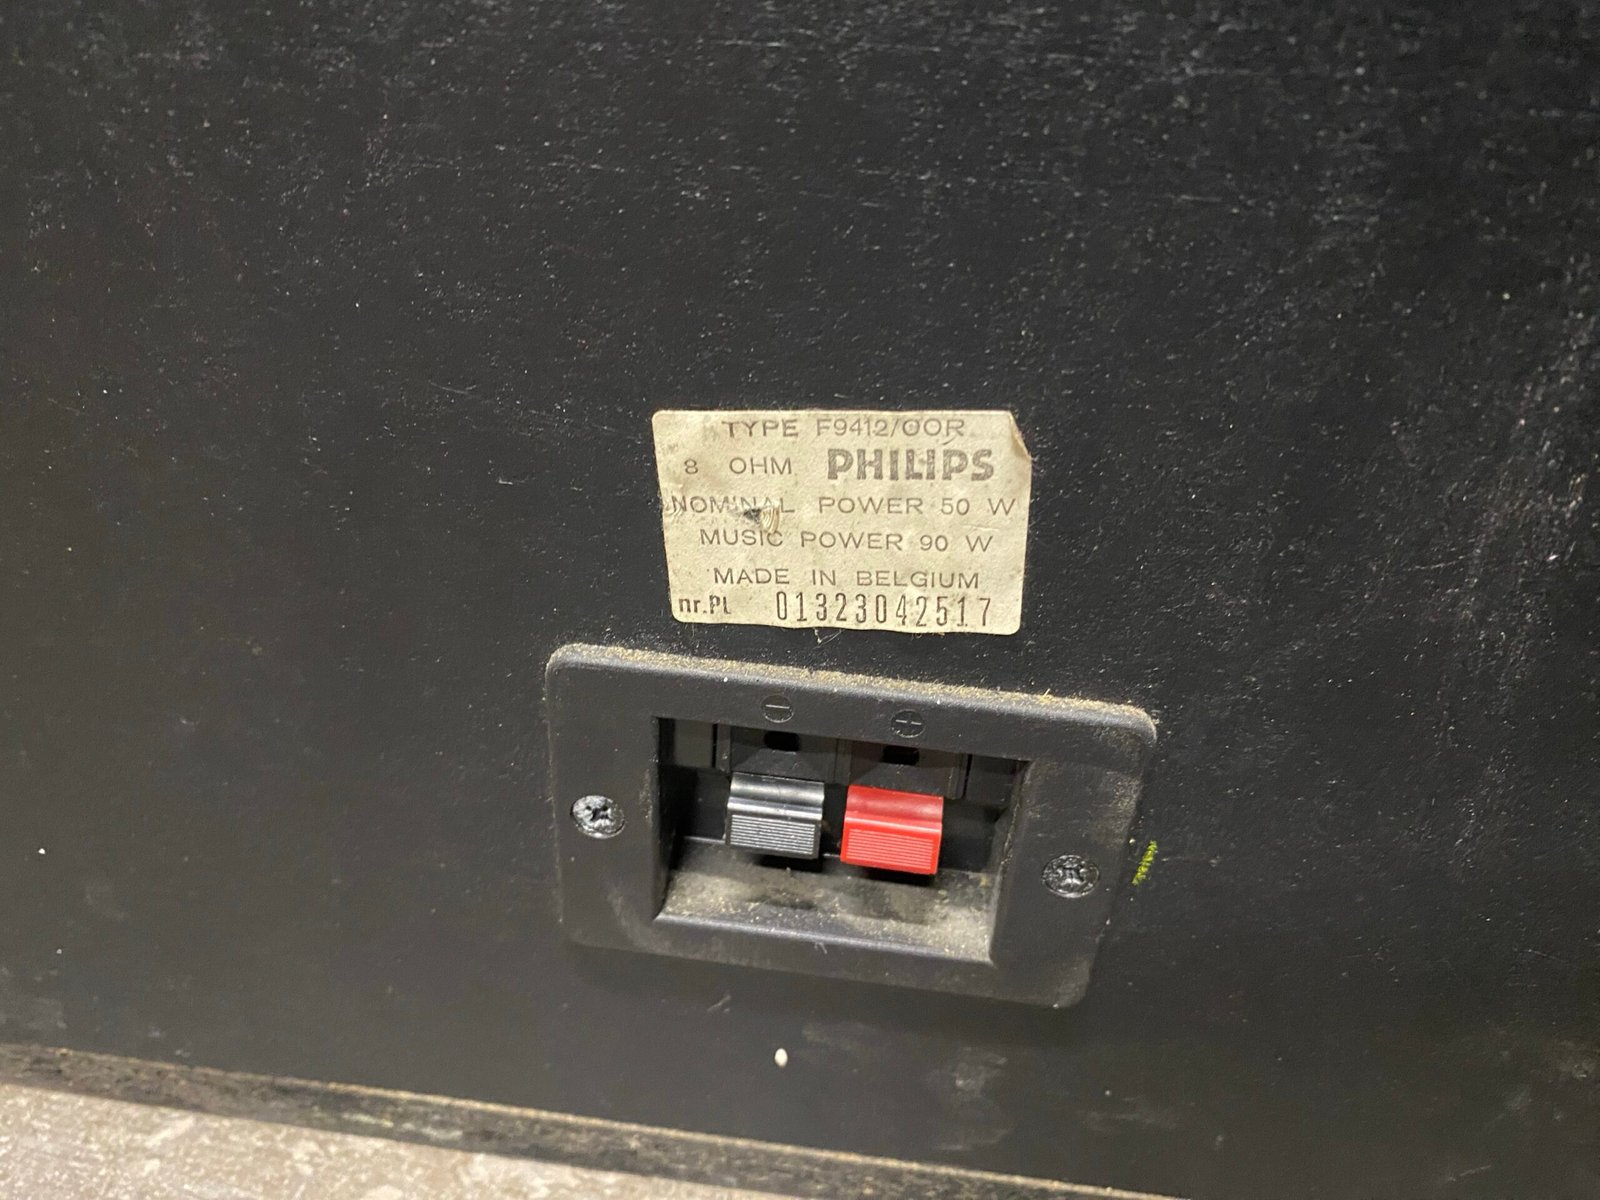 TYPE F9412/00R
8 OHM PHILIPS
NOMINAL POWER 50 W
MUSIC POWER 90 W
MADE IN BELGIUM
nr.PL 01323042517
- +